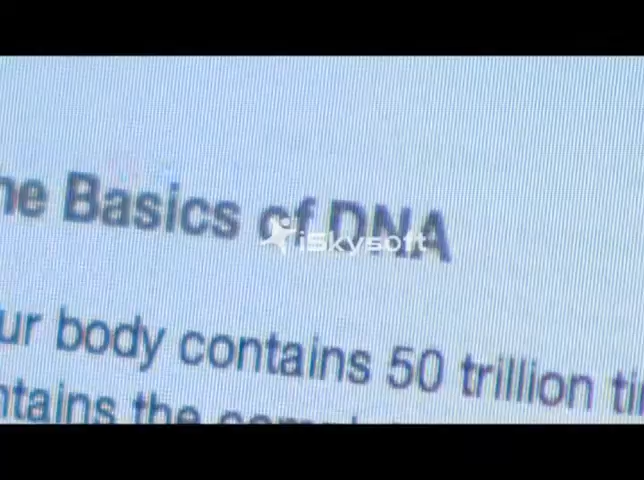 he Basics of DNA
iSkysoft
ur body contains 50 trillion ti
ntains the